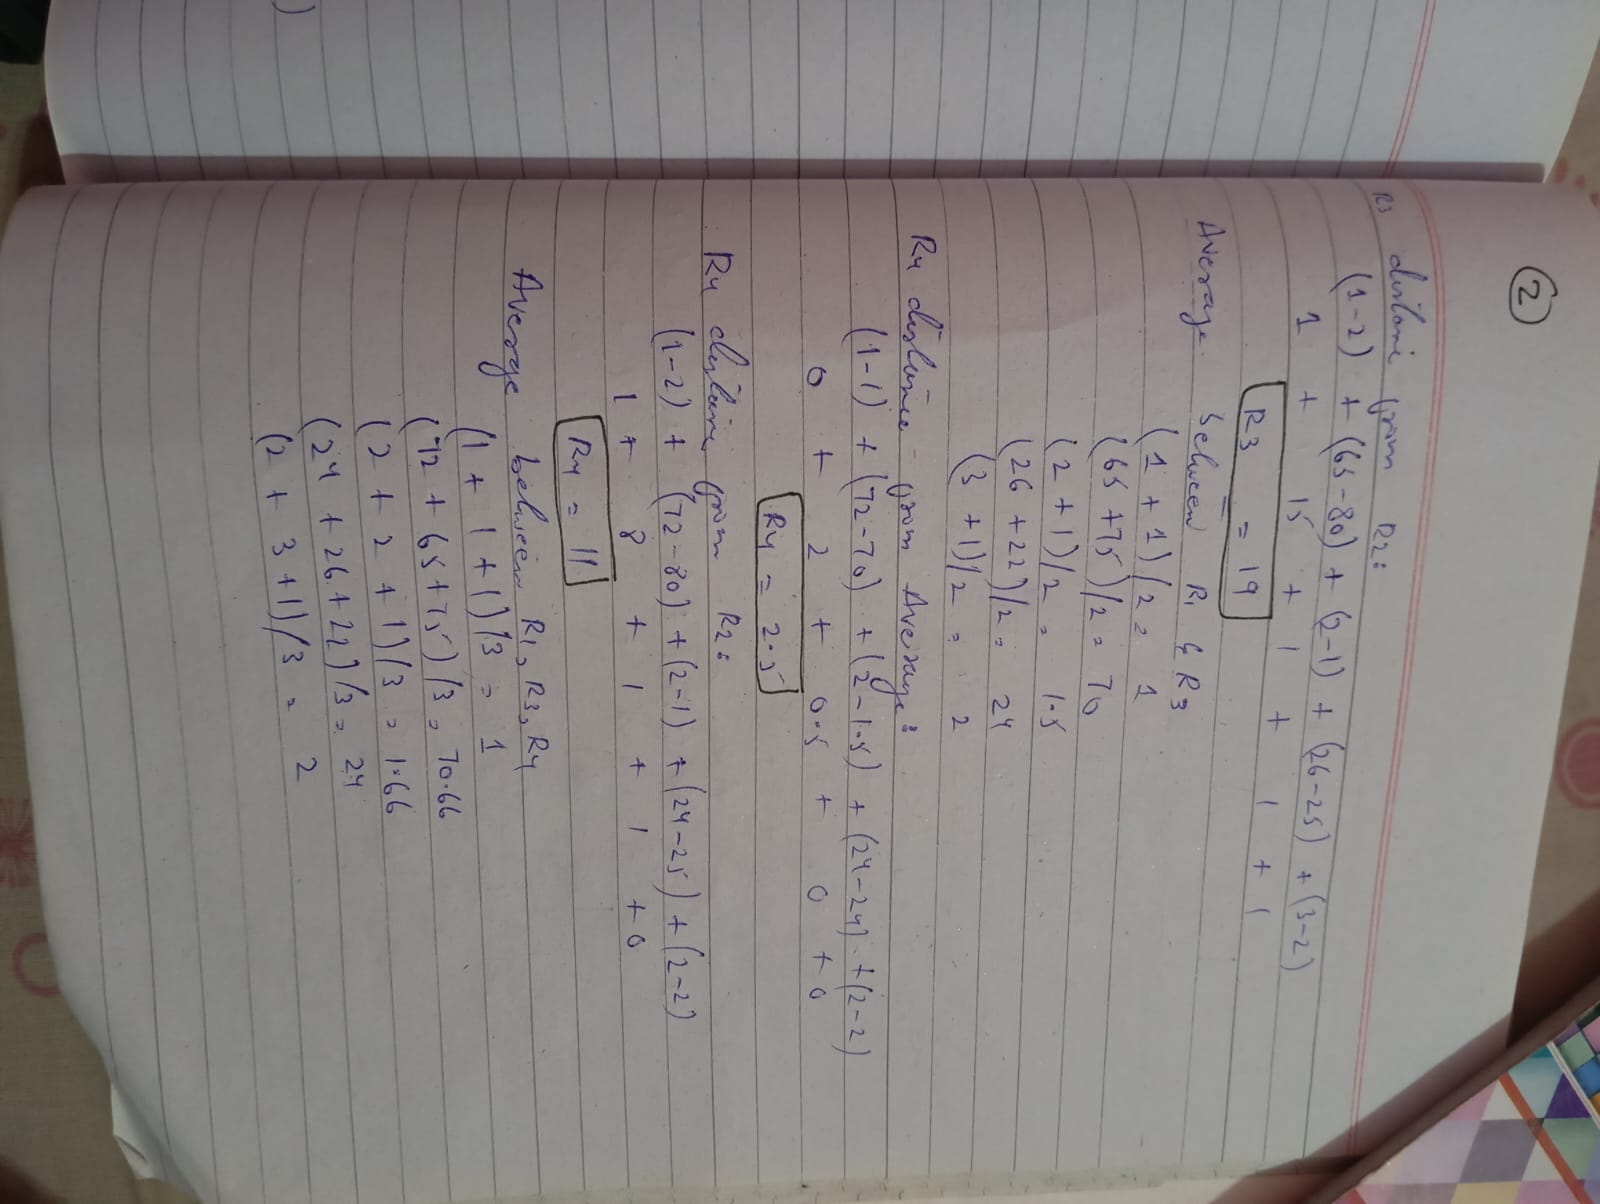 2
R3 distance from R2:
(1-2) + (65-80) + (2-1) + (26-25) + (3-2)
1 + 15 + 1 + 1 + 1
R3 = 19
Average between R1 & R3
(1 + 1)/2 = 1
(65 + 75)/2 = 70
(2 + 1)/2 = 1.5
(26 + 22)/2 = 24
(3 + 1)/2 = 2
R4 distance from Average:
(1-1) + (72-70) + (2-1.5) + (24-24) + (2-2)
0 + 2 + 0.5 + 0 + 0
R4 = 2.5
R4 distance from R2:
(1-2) + (72-80) + (2-1) + (24-25) + (2-2)
1 + 8 + 1 + 1 + 0
R4 = 11
Average between R1, R3, R4
(1 + 1 + 1)/3 = 1
(72 + 65 + 75)/3 = 70.66
(2 + 2 + 1)/3 = 1.66
(24 + 26 + 22)/3 = 24
(2 + 3 + 1)/3 = 2